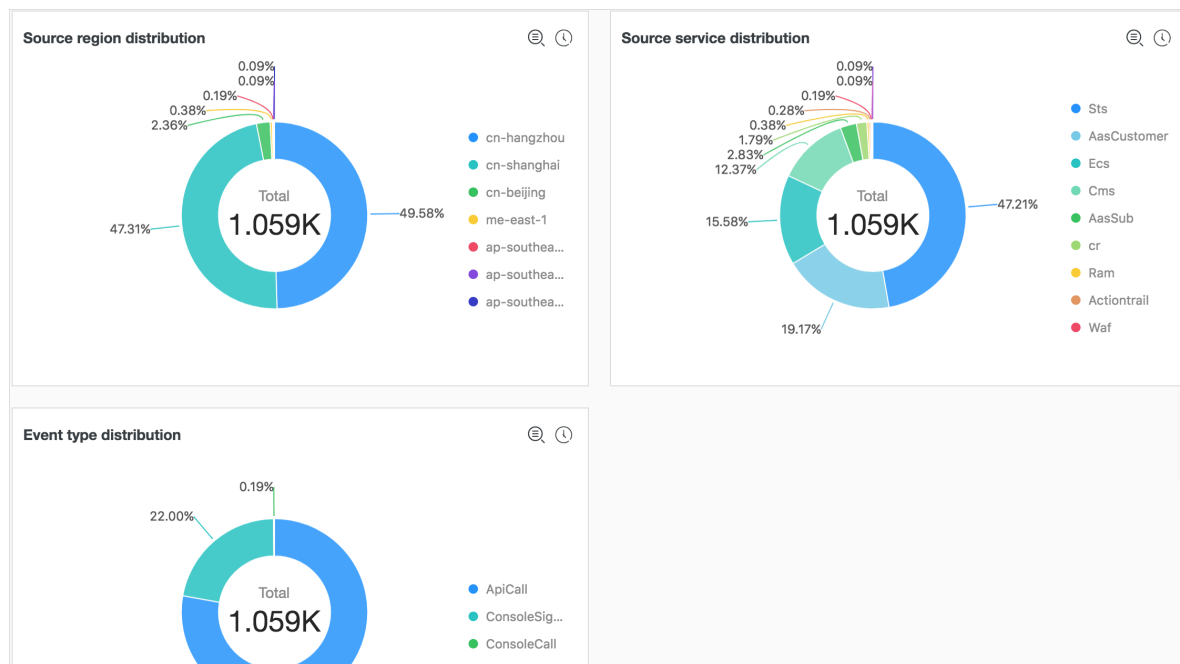 Source region distribution
0.09%
0.09%
0.19%
0.38%
2.36%
47.31%
49.58%
Total
1.059K
cn-hangzhou
cn-shanghai
cn-beijing
me-east-1
ap-southea...
ap-southea...
ap-southea...
Source service distribution
0.09%
0.09%
0.19%
0.28%
0.38%
1.79%
2.83%
12.37%
15.58%
19.17%
47.21%
Total
1.059K
Sts
AasCustomer
Ecs
Cms
AasSub
cr
Ram
Actiontrail
Waf
Event type distribution
0.19%
22.00%
Total
1.059K
ApiCall
ConsoleSig...
ConsoleCall